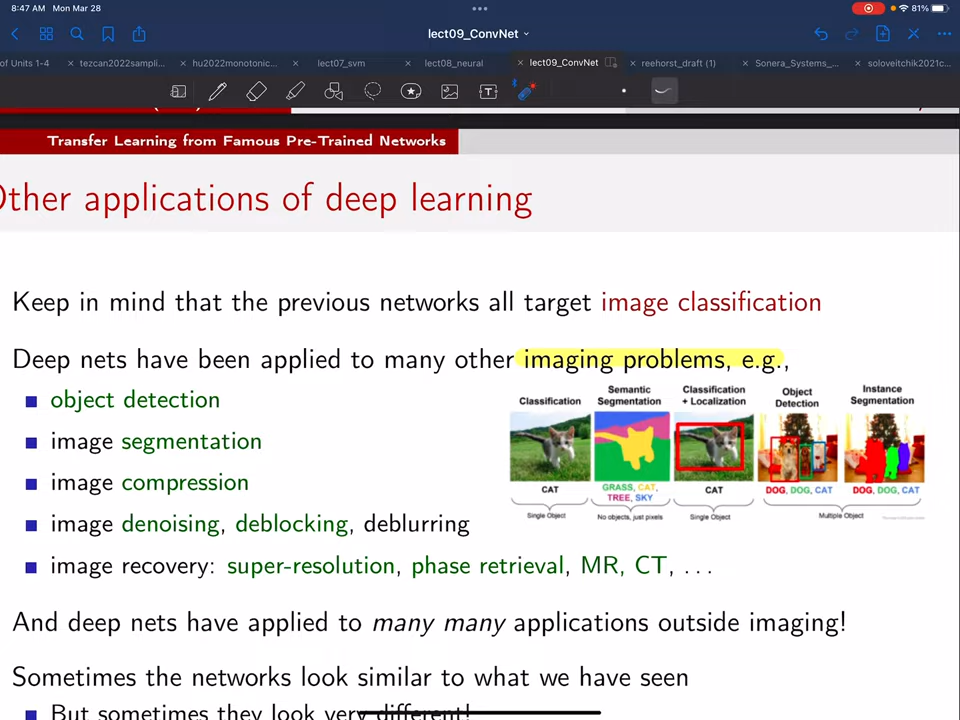 8:47 AM Mon Mar 28
81%
lect09_ConvNet
of Units 1-4
tezcan2022sampli...
hu2022monotonic...
lect07_svm
lect08_neural
lect09_ConvNet
reehorst_draft (1)
Sonera_Systems_...
soloveitchik2021c...
Transfer Learning from Famous Pre-Trained Networks
Other applications of deep learning
Keep in mind that the previous networks all target image classification
Deep nets have been applied to many other imaging problems, e.g.,
object detection
image segmentation
image compression
image denoising, deblocking, deblurring
image recovery: super-resolution, phase retrieval, MR, CT, ...
Classification
Semantic Segmentation
Classification + Localization
Object Detection
Instance Segmentation
CAT
GRASS, CAT, TREE, SKY
CAT
DOG, DOG, CAT
DOG, DOG, CAT
Single Object
No objects, just pixels
Single Object
Multiple Object
And deep nets have applied to many many applications outside imaging!
Sometimes the networks look similar to what we have seen
But sometimes they look very different!